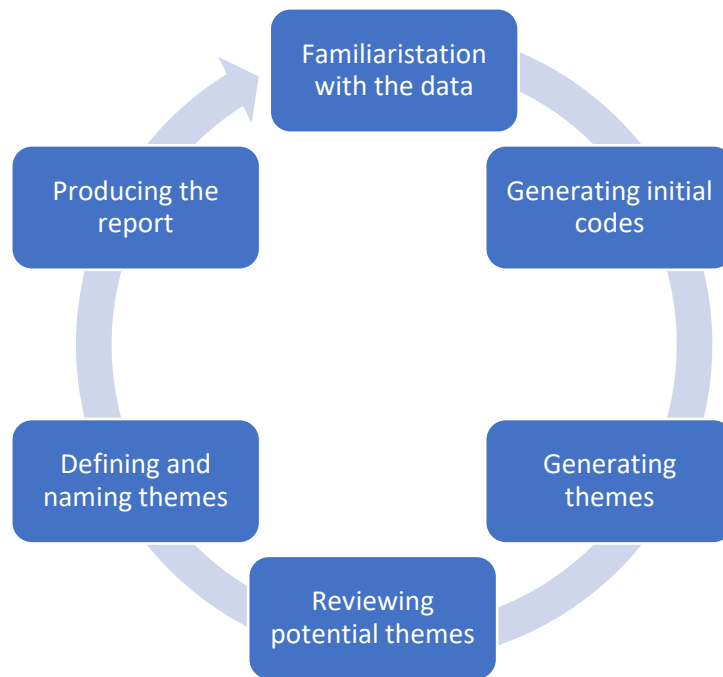 Familiaristation
with the data
Generating initial
codes
Generating
themes
Reviewing
potential themes
Defining and
naming themes
Producing the
report